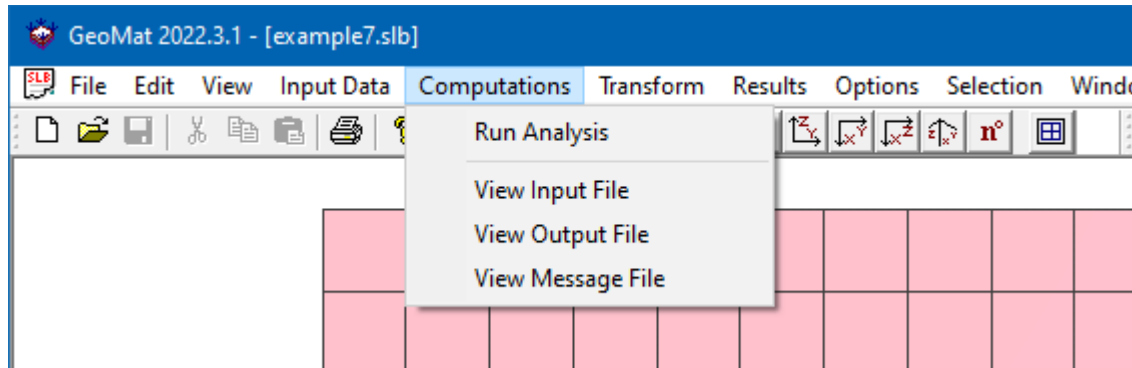 GeoMat 2022.3.1 - [example7.slb]
SLB File Edit View Input Data Computations Transform Results Options Selection
Z Y X Y X Z Z X Y n°
Run Analysis
View Input File
View Output File
View Message File